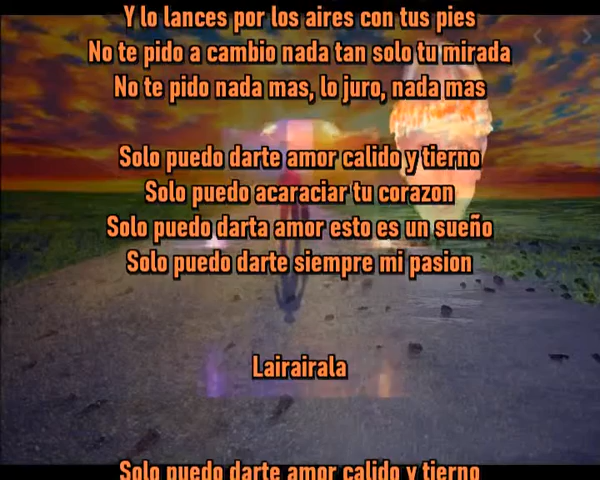 Y lo lances por los aires con tus pies
No te pido a cambio nada tan solo tu mirada
No te pido nada mas, lo juro, nada mas
Solo puedo darte amor calido y tierno
Solo puedo acaraciar tu corazon
Solo puedo darta amor esto es un sueño
Solo puedo darte siempre mi pasion
Lairairala
Solo puedo darte amor calido y tierno